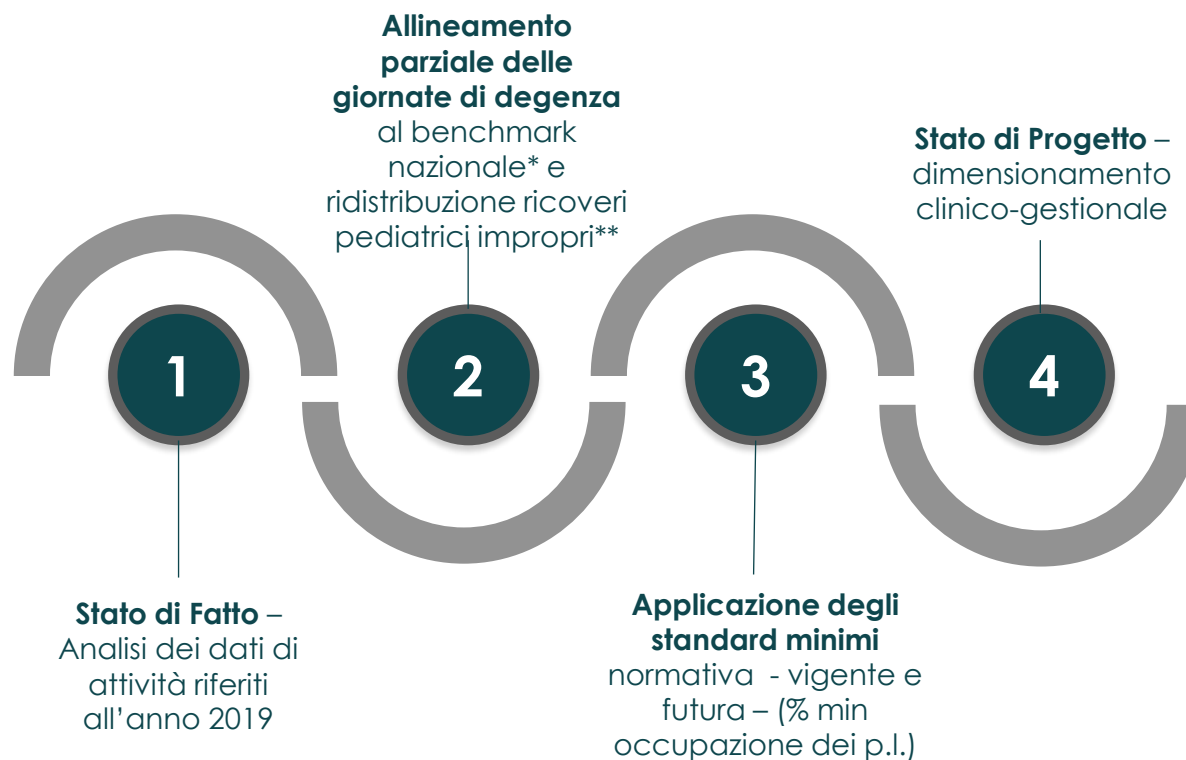 1
Stato di Fatto –
Analisi dei dati di
attività riferiti
all’anno 2019
Allineamento
parziale delle
giornate di degenza
al benchmark
nazionale* e
ridistribuzione ricoveri
pediatrici impropri**
2
3
Applicazione degli
standard minimi
normativa - vigente e
futura – (% min
occupazione dei p.l.)
Stato di Progetto –
dimensionamento
clinico-gestionale
4